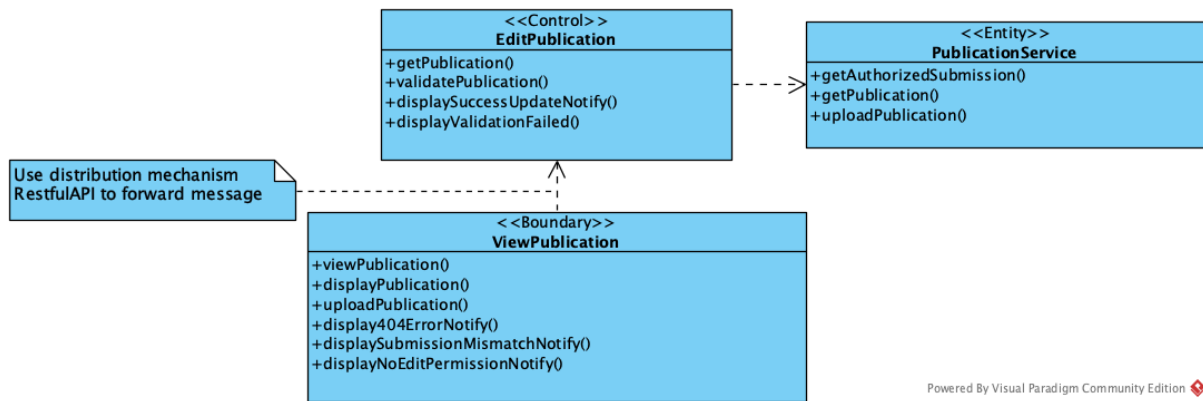 <<Control>>
EditPublication
+getPublication()
+validatePublication()
+displaySuccessUpdateNotify()
+displayValidationFailed()
<<Entity>>
PublicationService
+getAuthorizedSubmission()
+getPublication()
+uploadPublication()
Use distribution mechanism
RestfulAPI to forward message
<<Boundary>>
ViewPublication
+viewPublication()
+displayPublication()
+uploadPublication()
+display404ErrorNotify()
+displaySubmissionMismatchNotify()
+displayNoEditPermissionNotify()
Powered By Visual Paradigm Community Edition